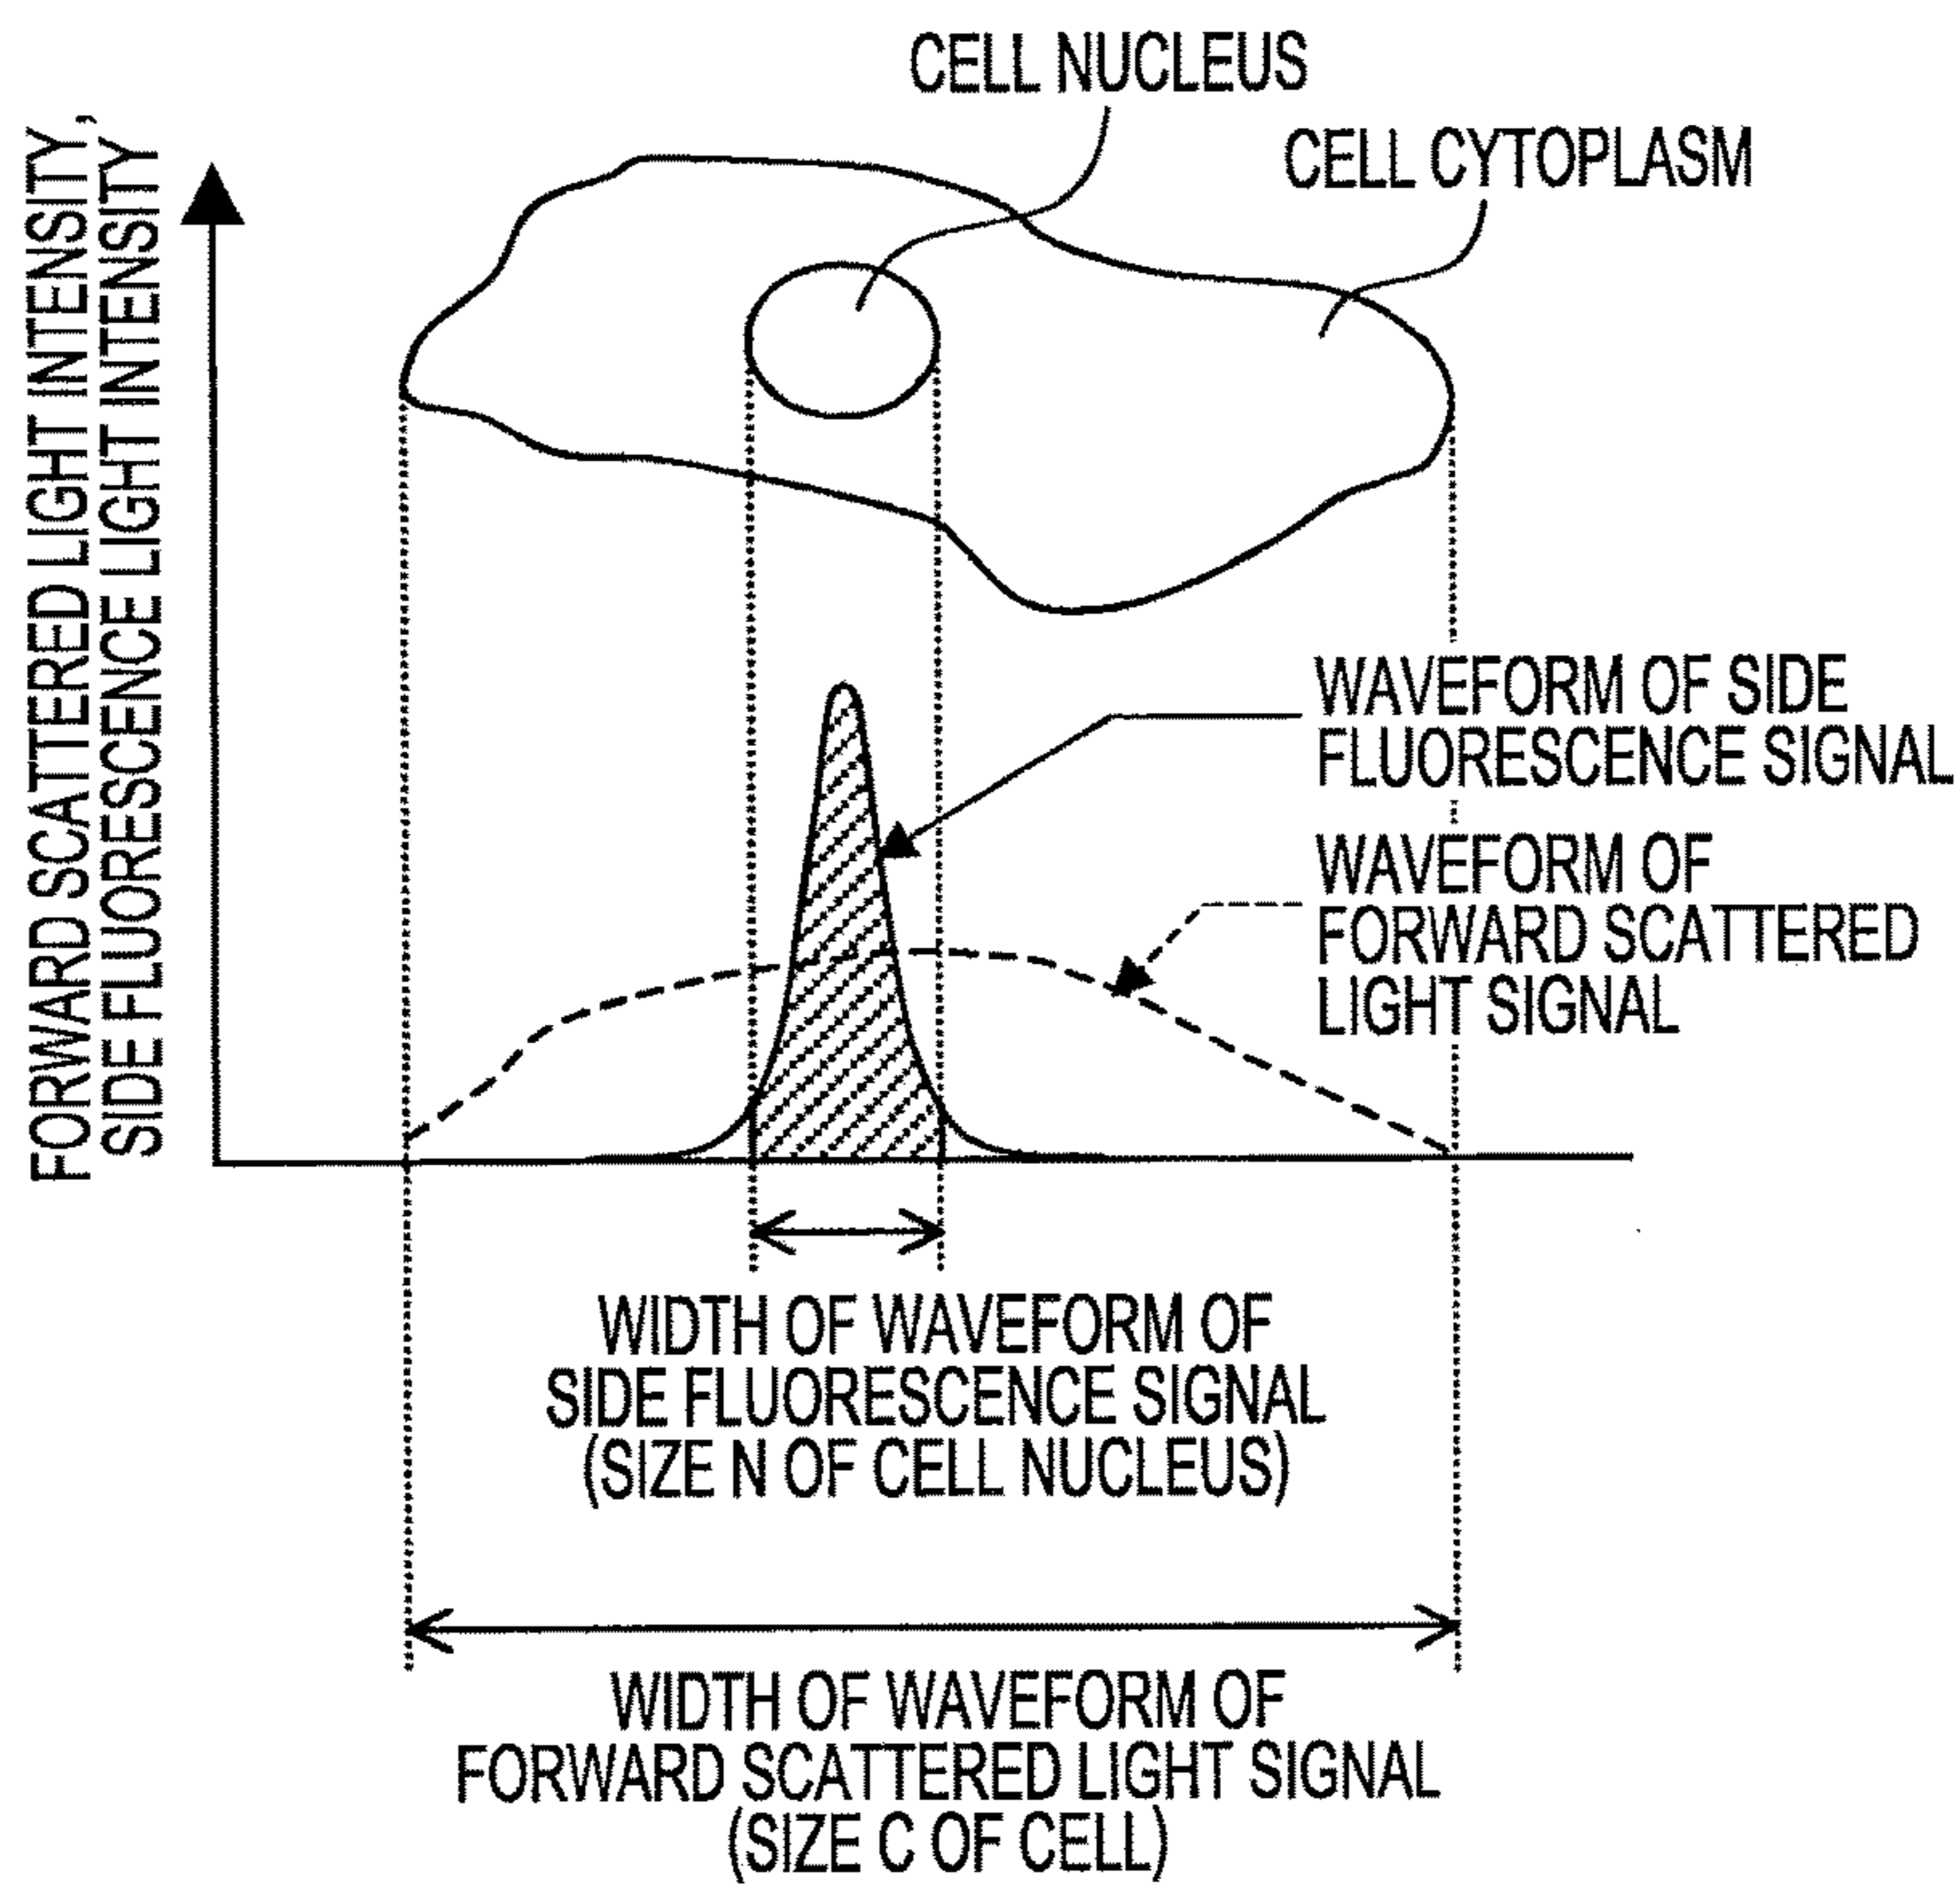 CELL NUCLEUS
CELL CYTOPLASM
FORWARD SCATTERED LIGHT INTENSITY,
SIDE FLUORESCENCE LIGHT INTENSITY
WAVEFORM OF SIDE
FLUORESCENCE SIGNAL
WAVEFORM OF
FORWARD SCATTERED
LIGHT SIGNAL
WIDTH OF WAVEFORM OF
SIDE FLUORESCENCE SIGNAL
(SIZE N OF CELL NUCLEUS)
WIDTH OF WAVEFORM OF
FORWARD SCATTERED LIGHT SIGNAL
(SIZE C OF CELL)